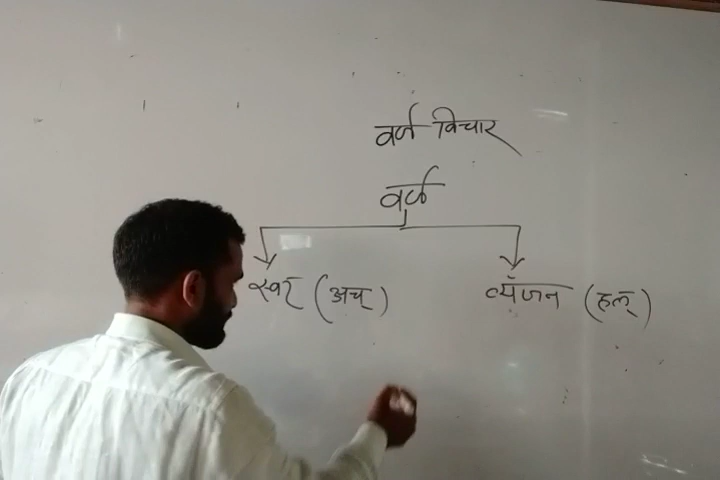 वर्ण विचार
वर्ण
स्वर (अच्) व्यँजन (हल्)